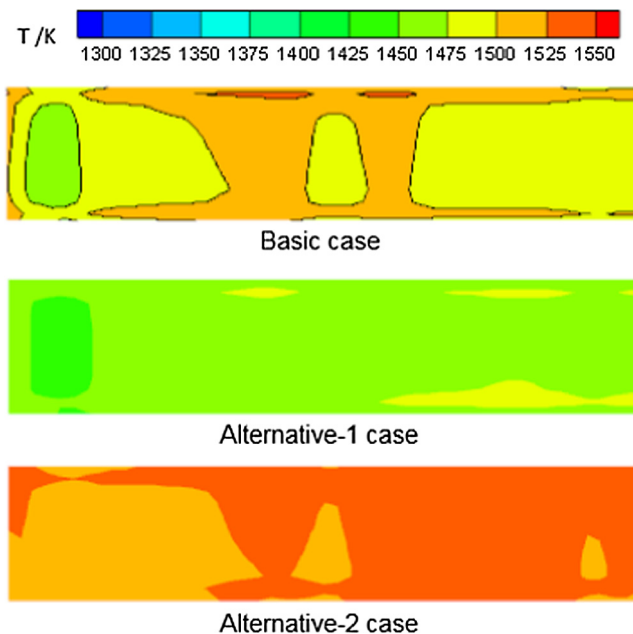 T /K
1300 1325 1350 1375 1400 1425 1450 1475 1500 1525 1550
Basic case
Alternative-1 case
Alternative-2 case